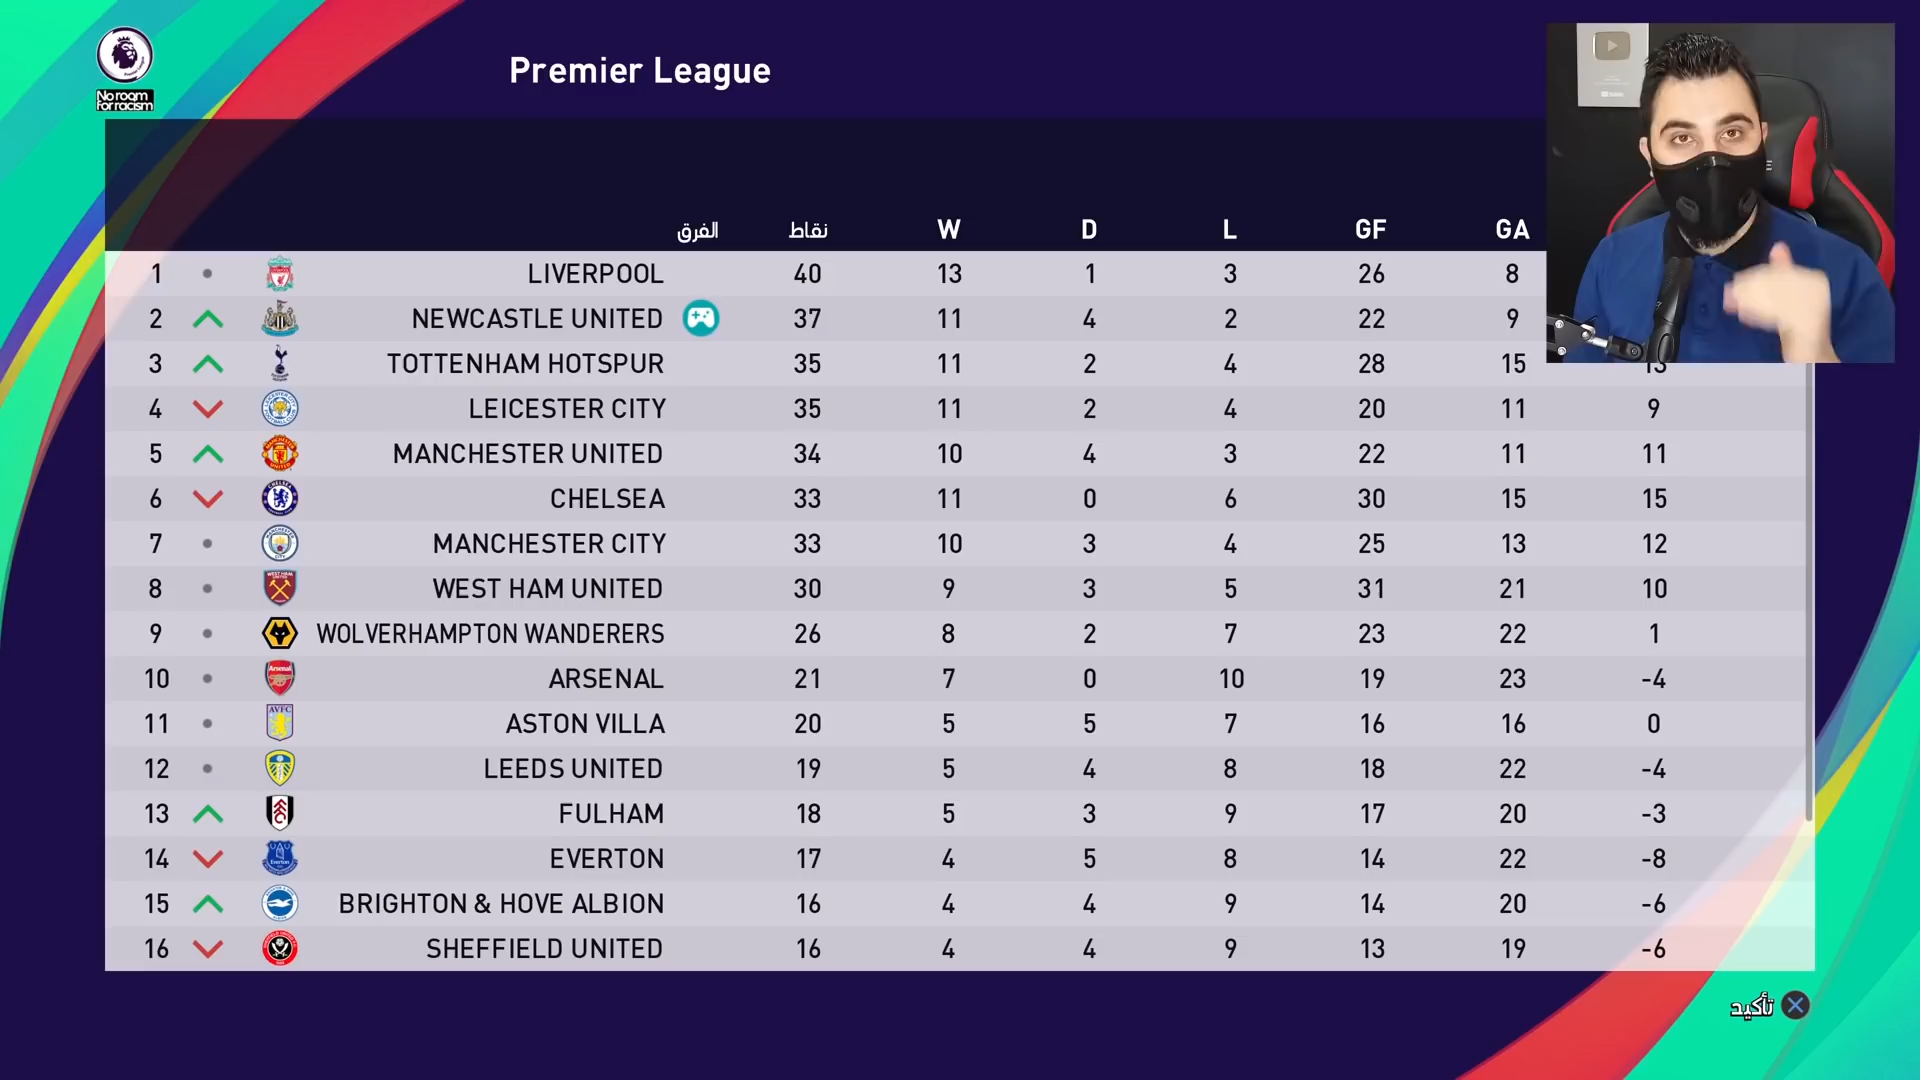 Premier League
No room
For racism
الفرق نقاط W D L GF GA
1 LIVERPOOL 40 13 1 3 26 8
2 NEWCASTLE UNITED 37 11 4 2 22 9
3 TOTTENHAM HOTSPUR 35 11 2 4 28 15 13
4 LEICESTER CITY 35 11 2 4 20 11 9
5 MANCHESTER UNITED 34 10 4 3 22 11 11
6 CHELSEA 33 11 0 6 30 15 15
7 MANCHESTER CITY 33 10 3 4 25 13 12
8 WEST HAM UNITED 30 9 3 5 31 21 10
9 WOLVERHAMPTON WANDERERS 26 8 2 7 23 22 1
10 ARSENAL 21 7 0 10 19 23 -4
11 ASTON VILLA 20 5 5 7 16 16 0
12 LEEDS UNITED 19 5 4 8 18 22 -4
13 FULHAM 18 5 3 9 17 20 -3
14 EVERTON 17 4 5 8 14 22 -8
15 BRIGHTON & HOVE ALBION 16 4 4 9 14 20 -6
16 SHEFFIELD UNITED 16 4 4 9 13 19 -6
تأكيد